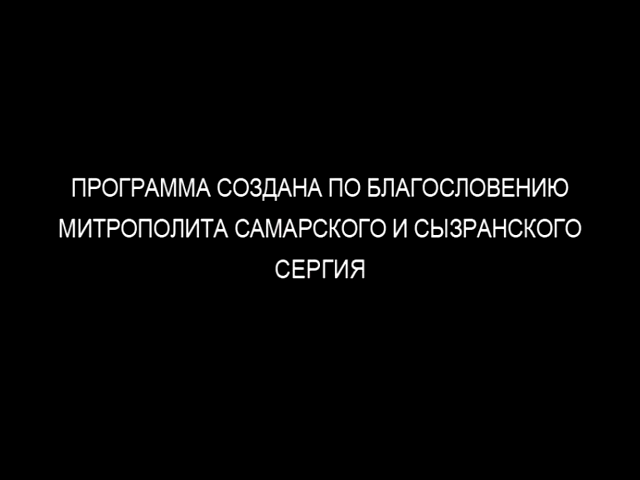 ПРОГРАММА СОЗДАНА ПО БЛАГОСЛОВЕНИЮ
МИТРОПОЛИТА САМАРСКОГО И СЫЗРАНСКОГО
СЕРГИЯ